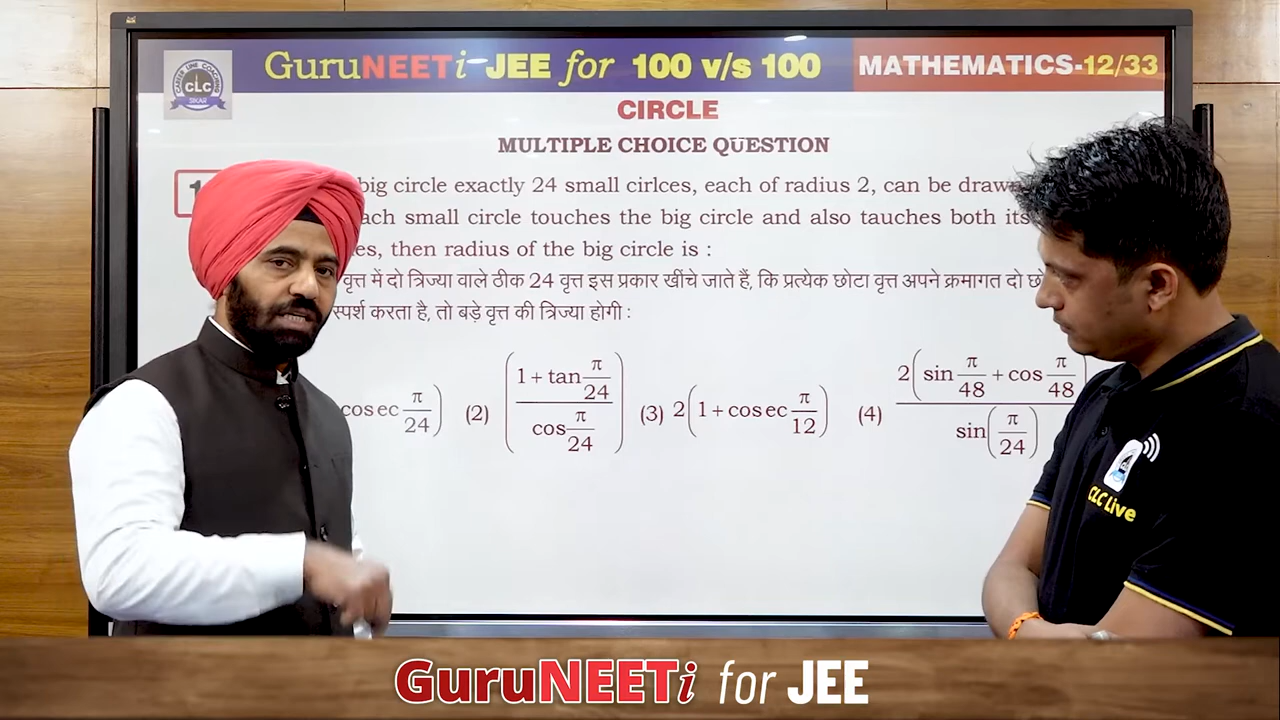 GuruNEETi JEE for 100 v/s 100
MATHEMATICS-12/33
CLC
SIKAR
CIRCLE
MULTIPLE CHOICE QUESTION
1
big circle exactly 24 small cirlces, each of radius 2, can be drawn
each small circle touches the big circle and also tauches both its
then radius of the big circle is :
वृत्त में दो त्रिज्या वाले ठीक 24 वृत्त इस प्रकार खींचे जाते हैं, कि प्रत्येक छोटा वृत्त अपने क्रमागत दो
स्पर्श करता है, तो बड़े वृत्त की त्रिज्या होगी :
cosec π/24) (2) ((1 + tan π/24)/(cos π/24)) (3) 2(1 + cosec π/12) (4) 2(sin π/48 + cos π/48)/sin(π/24)
CLC Live
GuruNEETi for JEE